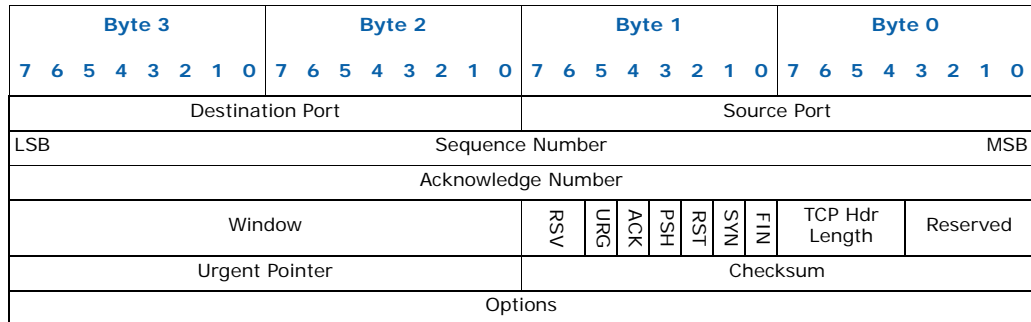 Byte 3 Byte 2 Byte 1 Byte 0
7 6 5 4 3 2 1 0 7 6 5 4 3 2 1 0 7 6 5 4 3 2 1 0 7 6 5 4 3 2 1 0
Destination Port Source Port
LSB Sequence Number MSB
Acknowledge Number
Window RSV URG ACK PSH RST SYN FIN TCP Hdr Length Reserved
Urgent Pointer Checksum
Options